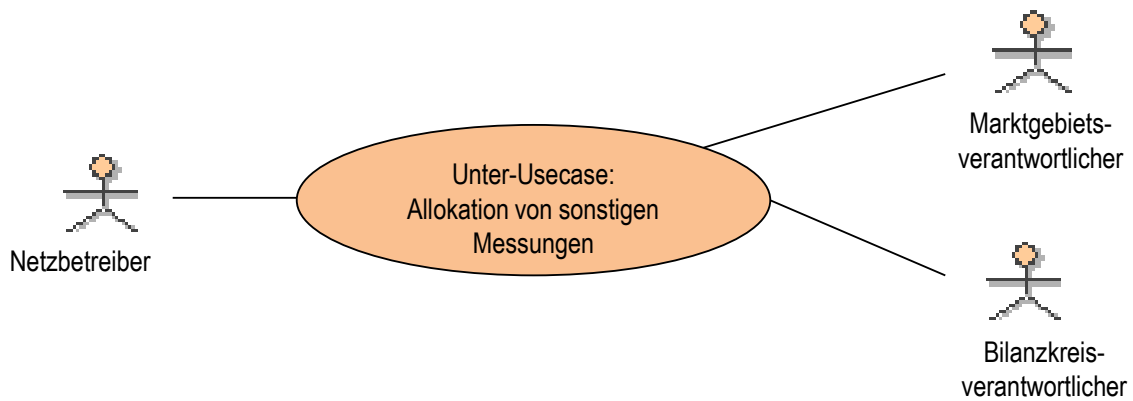 Marktgebiets-
verantwortlicher
Unter-Usecase:
Allokation von sonstigen
Messungen
Netzbetreiber
Bilanzkreis-
verantwortlicher